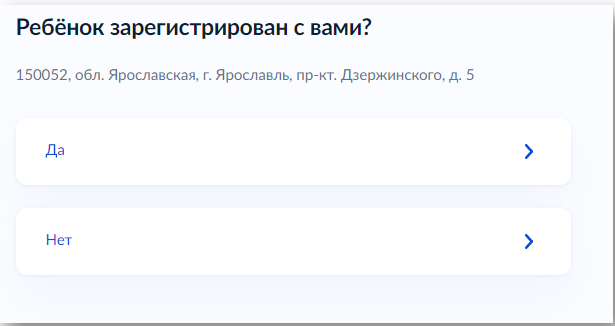 Ребёнок зарегистрирован с вами?
150052, обл. Ярославская, г. Ярославль, пр-кт. Дзержинского, д. 5
Да
Нет